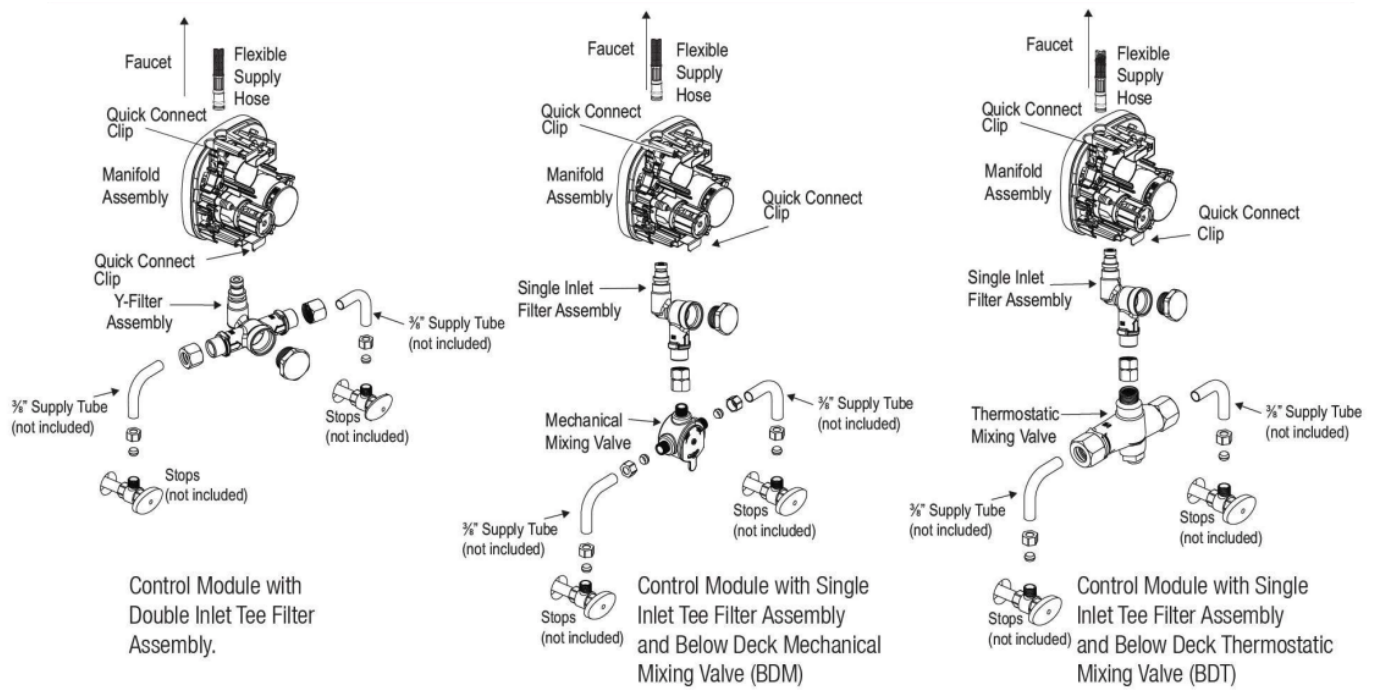 Faucet
Flexible
Supply
Hose
Quick Connect
Clip
Manifold
Assembly
Quick Connect
Clip
Y-Filter
Assembly
⅜” Supply Tube
(not included)
⅜” Supply Tube
(not included)
Stops
(not included)
Stops
(not included)
Control Module with
Double Inlet Tee Filter
Assembly.
Faucet
Flexible
Supply
Hose
Quick Connect
Clip
Manifold
Assembly
Quick Connect
Clip
Single Inlet
Filter Assembly
Mechanical
Mixing Valve
⅜” Supply Tube
(not included)
Stops
(not included)
⅜” Supply Tube
(not included)
Stops
(not included)
Control Module with Single
Inlet Tee Filter Assembly
and Below Deck Mechanical
Mixing Valve (BDM)
Faucet
Flexible
Supply
Hose
Quick Connect
Clip
Manifold
Assembly
Quick Connect
Clip
Single Inlet
Filter Assembly
Thermostatic
Mixing Valve
⅜” Supply Tube
(not included)
⅜” Supply Tube
(not included)
Stops
(not included)
Stops
(not included)
Control Module with Single
Inlet Tee Filter Assembly
and Below Deck Thermostatic
Mixing Valve (BDT)